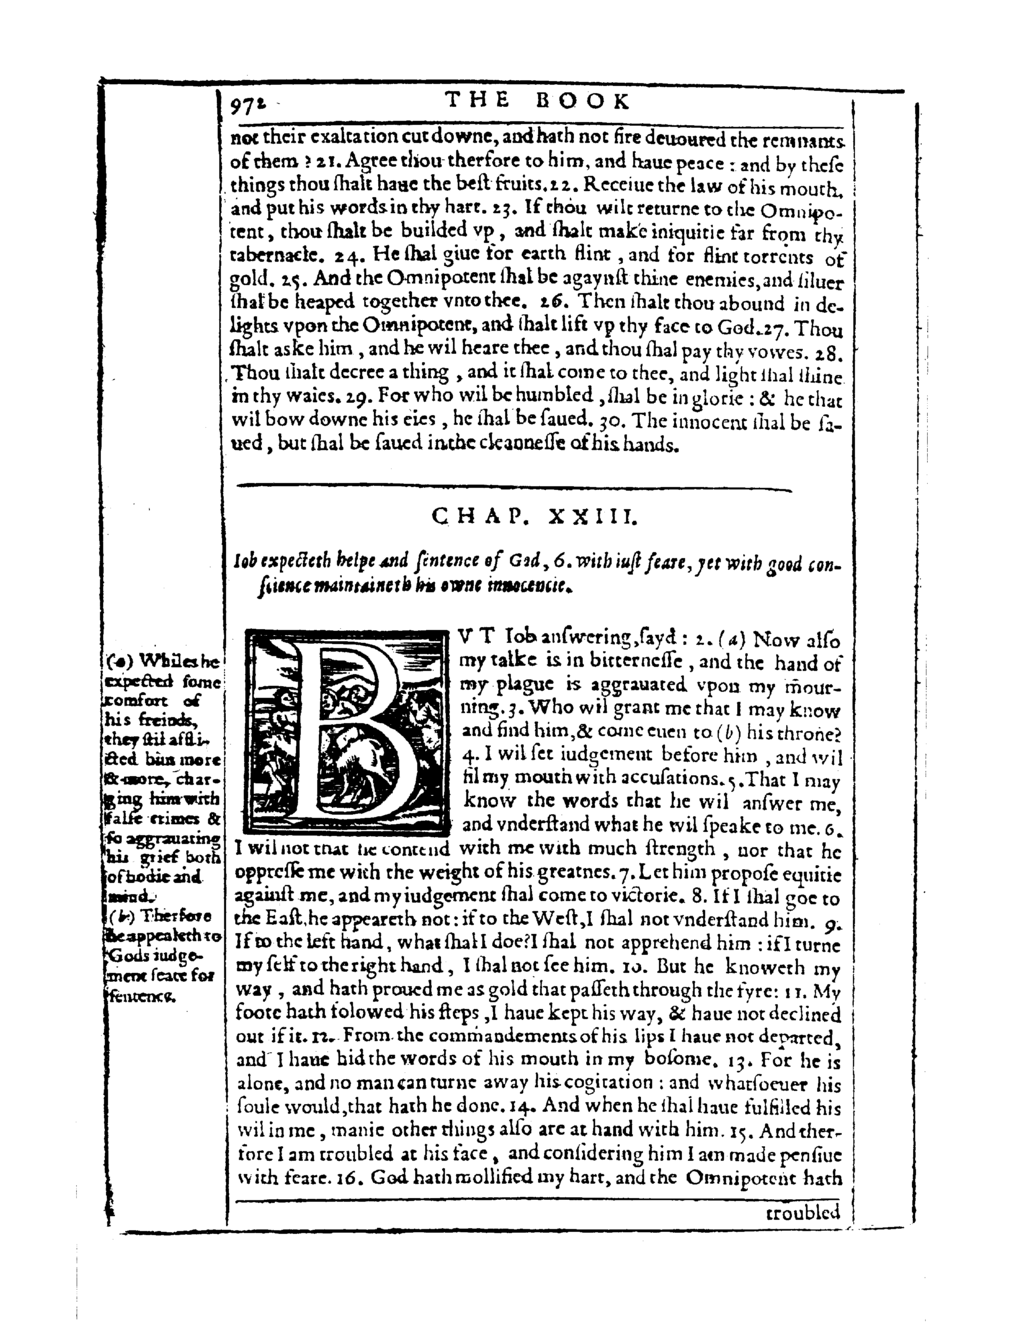 972 THE BOOK
not their exaltation cut downe, and hath not fire deuoured the remnants
of them ? 21. Agree thou therfore to him, and haue peace : and by theſe
things thou ſhalt haue the beſt fruits. 22. Receiue the law of his mouth,
and put his words in thy hart. 23. If thou wilt returne to the Omnipo-
tent, thou ſhalt be builded vp, and ſhalt make iniquitie far from thy
tabernacle. 24. He ſhal giue for earth flint, and for flint torrents of
gold. 25. And the Omnipotent ſhal be agaynſt thine enemies, and ſiluer
ſhal be heaped together vnto thee. 26. Then ſhalt thou abound in de-
lights vpon the Omnipotent, and ſhalt lift vp thy face to God. 27. Thou
ſhalt aske him, and he wil heare thee, and thou ſhal pay thy vowes. 28.
Thou ſhalt decree a thing, and it ſhal come to thee, and light ſhal ſhine
in thy waies. 29. For who wil be humbled, ſhal be in glorie : & he that
wil bow downe his eies, he ſhal be ſaued. 30. The innocent ſhal be ſa-
ued, but ſhal be ſaued in the cleanneſſe of his hands.
CHAP. XXIII.
Iob expecteth helpe and ſentence of God, 6. with iuſt feare, yet with good con-
ſcience maintaineth his owne innocencie.
BVT Iob anſwering, ſayd : 2. (a) Now alſo
my talke is in bitterneſſe, and the hand of
my plague is aggrauated vpon my mour-
ning. 3. Who wil grant me that I may know
and find him, & come euen to (b) his throne?
4. I wil ſet iudgement before him, and wil
fil my mouth with accuſations. 5. That I may
know the words that he wil anſwer me,
and vnderſtand what he wil ſpeake to me. 6.
I wil not that he contend with me with much ſtrength, nor that he
oppreſſe me with the weight of his greatnes. 7. Let him propoſe equitie
againſt me, and my iudgement ſhal come to victorie. 8. If I ſhal goe to
the Eaſt, he appeareth not : if to the Weſt, I ſhal not vnderſtand him. 9.
If to the left hand, what ſhall I doe? I ſhal not apprehend him : if I turne
my ſelf to the right hand, I ſhal not ſee him. 10. But he knoweth my
way, and hath proued me as gold that paſſeth through the fyre: 11. My
foote hath folowed his ſteps, I haue kept his way, & haue not declined
out if it. 12. From the commandements of his lips I haue not departed,
and I haue hid the words of his mouth in my boſome. 13. For he is
alone, and no man can turne away his cogitation : and whatſoeuer his
ſoule would, that hath he done. 14. And when he ſhal haue fulfilled his
wil in me, manie other things alſo are at hand with him. 15. And ther-
fore I am troubled at his face, and conſidering him I am made penſiue
with feare. 16. God hath mollified my hart, and the Omnipotent hath
troubled
(a) Whiles he
expected ſome
comfort of
his freinds,
they ſtil affli-
cted him more
& more, char-
ging him with
falſe crimes &
ſo aggrauating
his grief both
of bodie and
mind.
(b) Therfore
he appealeth to
Gods iudge-
ment ſeate for
ſentence.